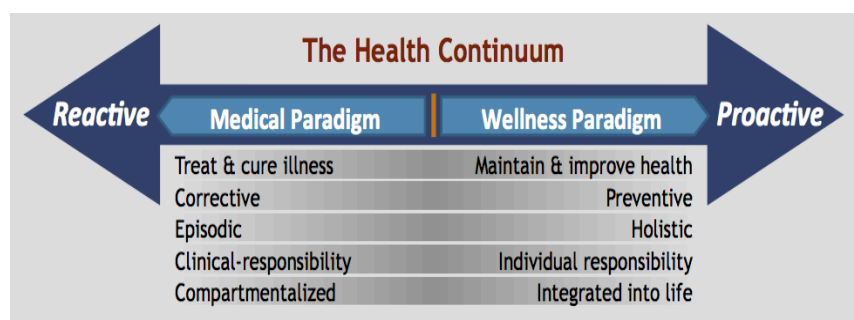 The Health Continuum
Reactive Medical Paradigm Wellness Paradigm Proactive
Treat & cure illness Maintain & improve health
Corrective Preventive
Episodic Holistic
Clinical-responsibility Individual responsibility
Compartmentalized Integrated into life